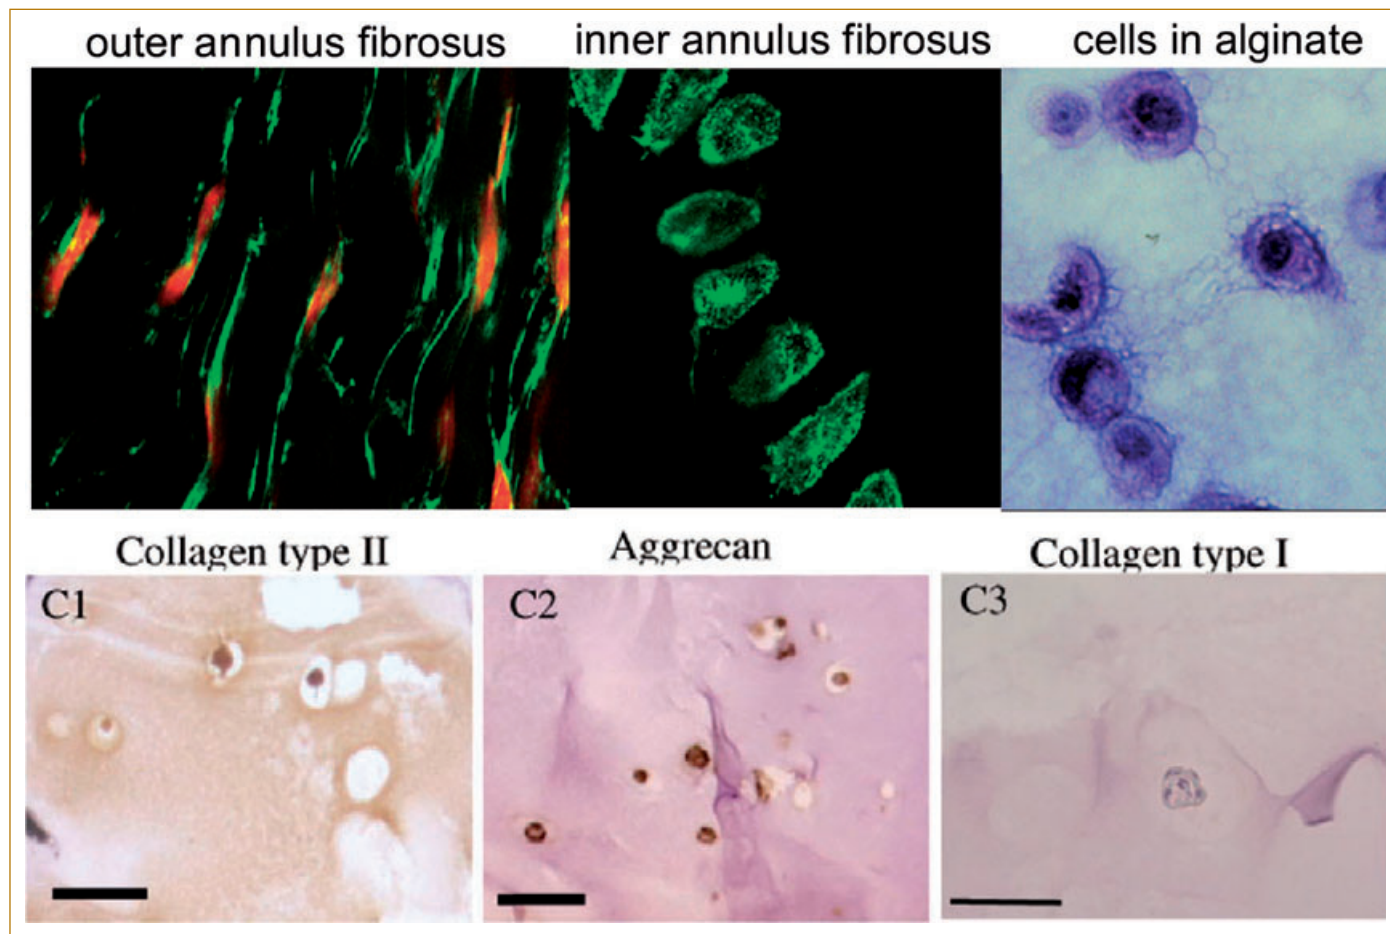 outer annulus fibrosus
inner annulus fibrosus
cells in alginate
Collagen type II
Aggrecan
Collagen type I
C1
C2
C3